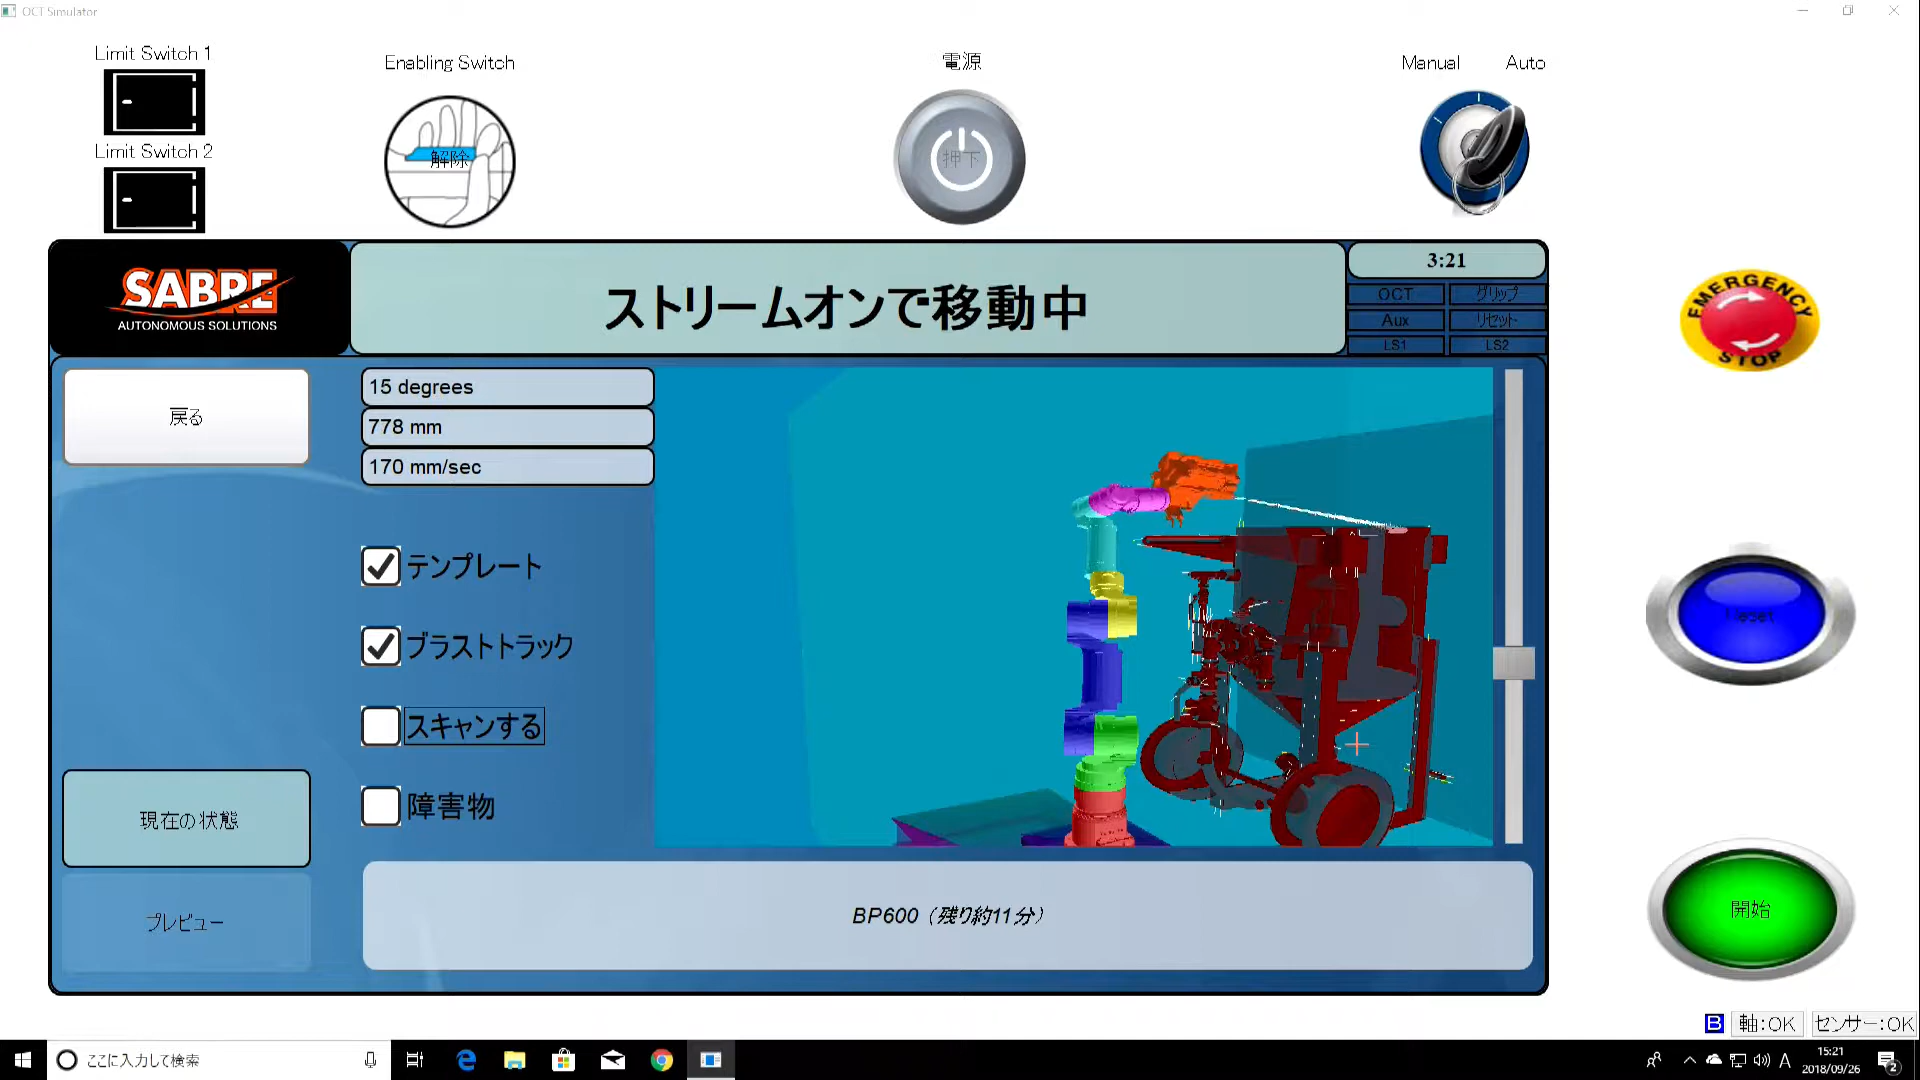 OCT Simulator
Limit Switch 1
Enabling Switch
電源
Manual
Auto
解除
押下
Limit Switch 2
SABRE
AUTONOMOUS SOLUTIONS
ストリームオンで移動中
3:21
OCT
グリップ
Aux
リセット
LS1
LS2
EMERGENCY
STOP
戻る
15 degrees
778 mm
170 mm/sec
テンプレート
ブラストトラック
スキャンする
障害物
Reset
現在の状態
プレビュー
BP600（残り約11分）
開始
B
軸:OK
センサー:OK
ここに入力して検索
A
15:21
2018/09/26
2